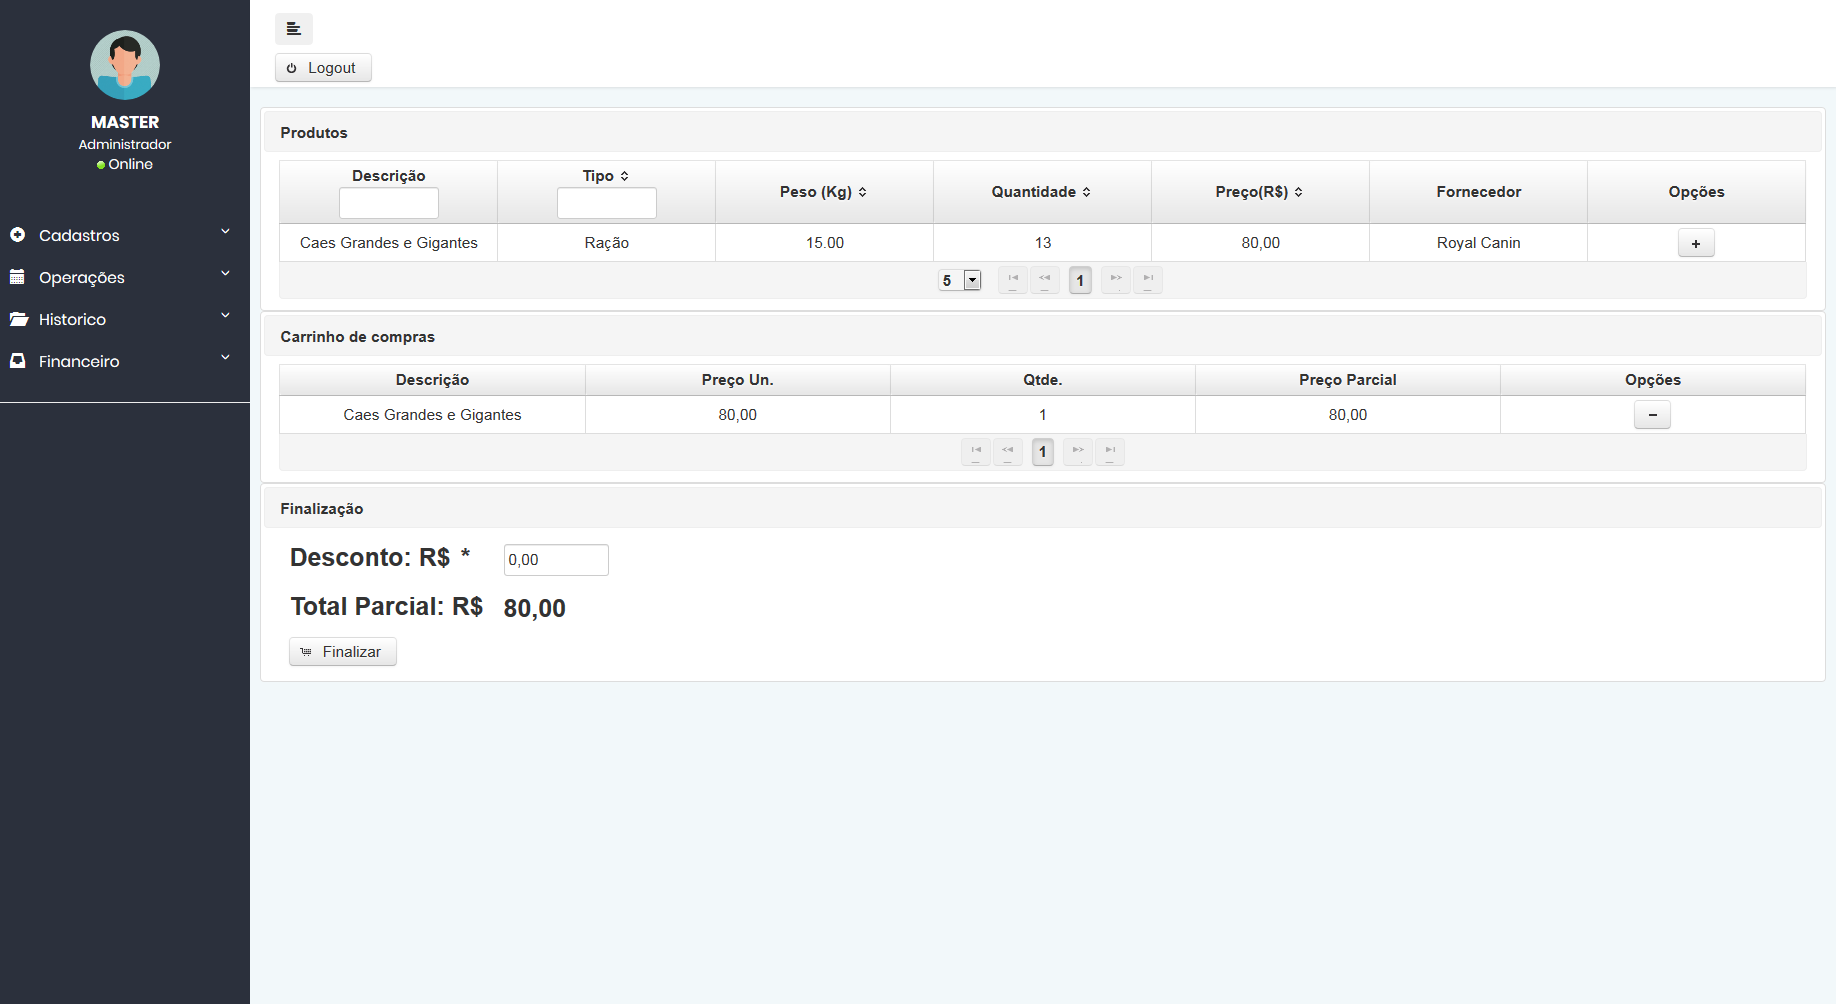 MASTER
Administrador
Online
Cadastros
Operações
Historico
Financeiro
Logout
Produtos
Descrição Tipo Peso (Kg) Quantidade Preço(R$) Fornecedor Opções
Caes Grandes e Gigantes Ração 15.00 13 80,00 Royal Canin +
5 1
Carrinho de compras
Descrição Preço Un. Qtde. Preço Parcial Opções
Caes Grandes e Gigantes 80,00 1 80,00 −
1
Finalização
Desconto: R$ * 0,00
Total Parcial: R$ 80,00
Finalizar